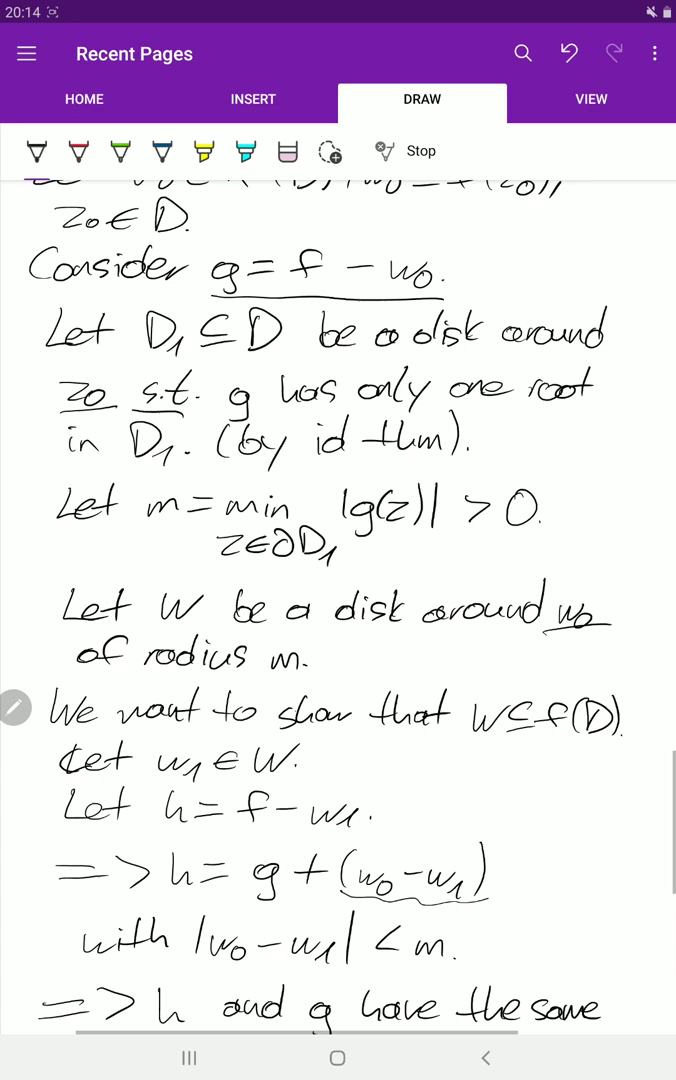 20:14
Recent Pages
HOME INSERT DRAW VIEW
Stop
z₀ ∈ D.
Consider g = f - w₀.
Let D₁ ⊆ D be a disk around
z₀ s.t. g has only one root
in D₁. (by id thm).
Let m = min |g(z)| > 0.
z∈∂D₁
Let W be a disk around w₀
of radius m.
We want to show that W ⊆ f(D).
Let w₁ ∈ W.
Let h = f - w₁.
=> h = g + (w₀ - w₁)
with |w₀ - w₁| < m.
=> h and g have the same